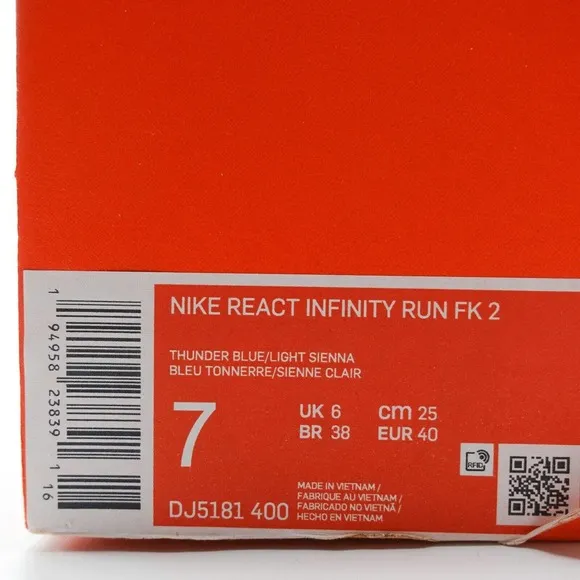 NIKE REACT INFINITY RUN FK 2
THUNDER BLUE/LIGHT SIENNA
BLEU TONNERRE/SIENNE CLAIR
7
UK 6 cm 25
BR 38 EUR 40
RFID
DJ5181 400
MADE IN VIETNAM/
FABRIQUE AU VIETNAM/
FABRICADO NO VIETNÃ/
HECHO EN VIETNAM
1 94958 23839 1 16